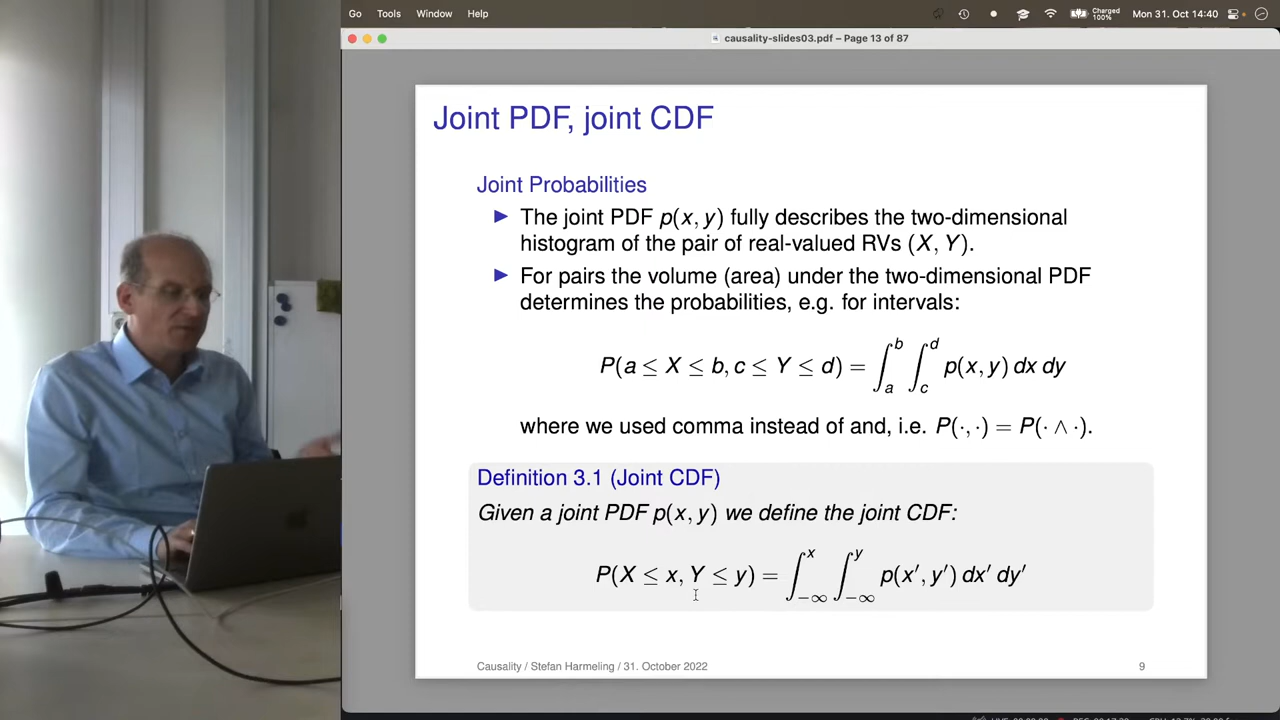 Go Tools Window Help Charged 100% Mon 31. Oct 14:40
causality-slides03.pdf – Page 13 of 87
Joint PDF, joint CDF
Joint Probabilities
▶ The joint PDF p(x, y) fully describes the two-dimensional
histogram of the pair of real-valued RVs (X, Y).
▶ For pairs the volume (area) under the two-dimensional PDF
determines the probabilities, e.g. for intervals:
P(a ≤ X ≤ b, c ≤ Y ≤ d) = ∫_a^b ∫_c^d p(x, y) dx dy
where we used comma instead of and, i.e. P(·, ·) = P(· ∧ ·).
Definition 3.1 (Joint CDF)
Given a joint PDF p(x, y) we define the joint CDF:
P(X ≤ x, Y ≤ y) = ∫_{−∞}^x ∫_{−∞}^y p(x′, y′) dx′ dy′
Causality / Stefan Harmeling / 31. October 2022 9